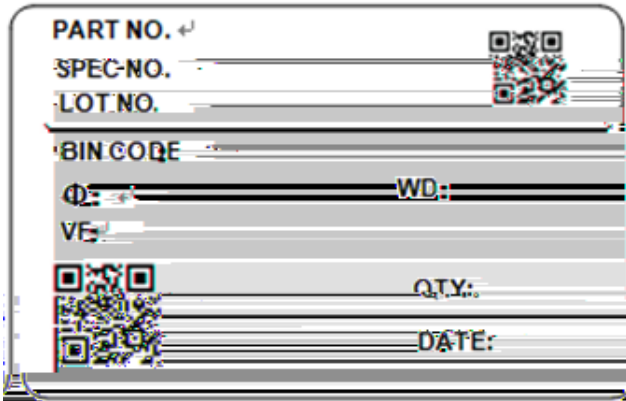 PART NO. ↵
SPEC-NO.
LOT NO.
BIN CODE
Φ: ↵ WD:
VF: ↵
QTY:
DATE: